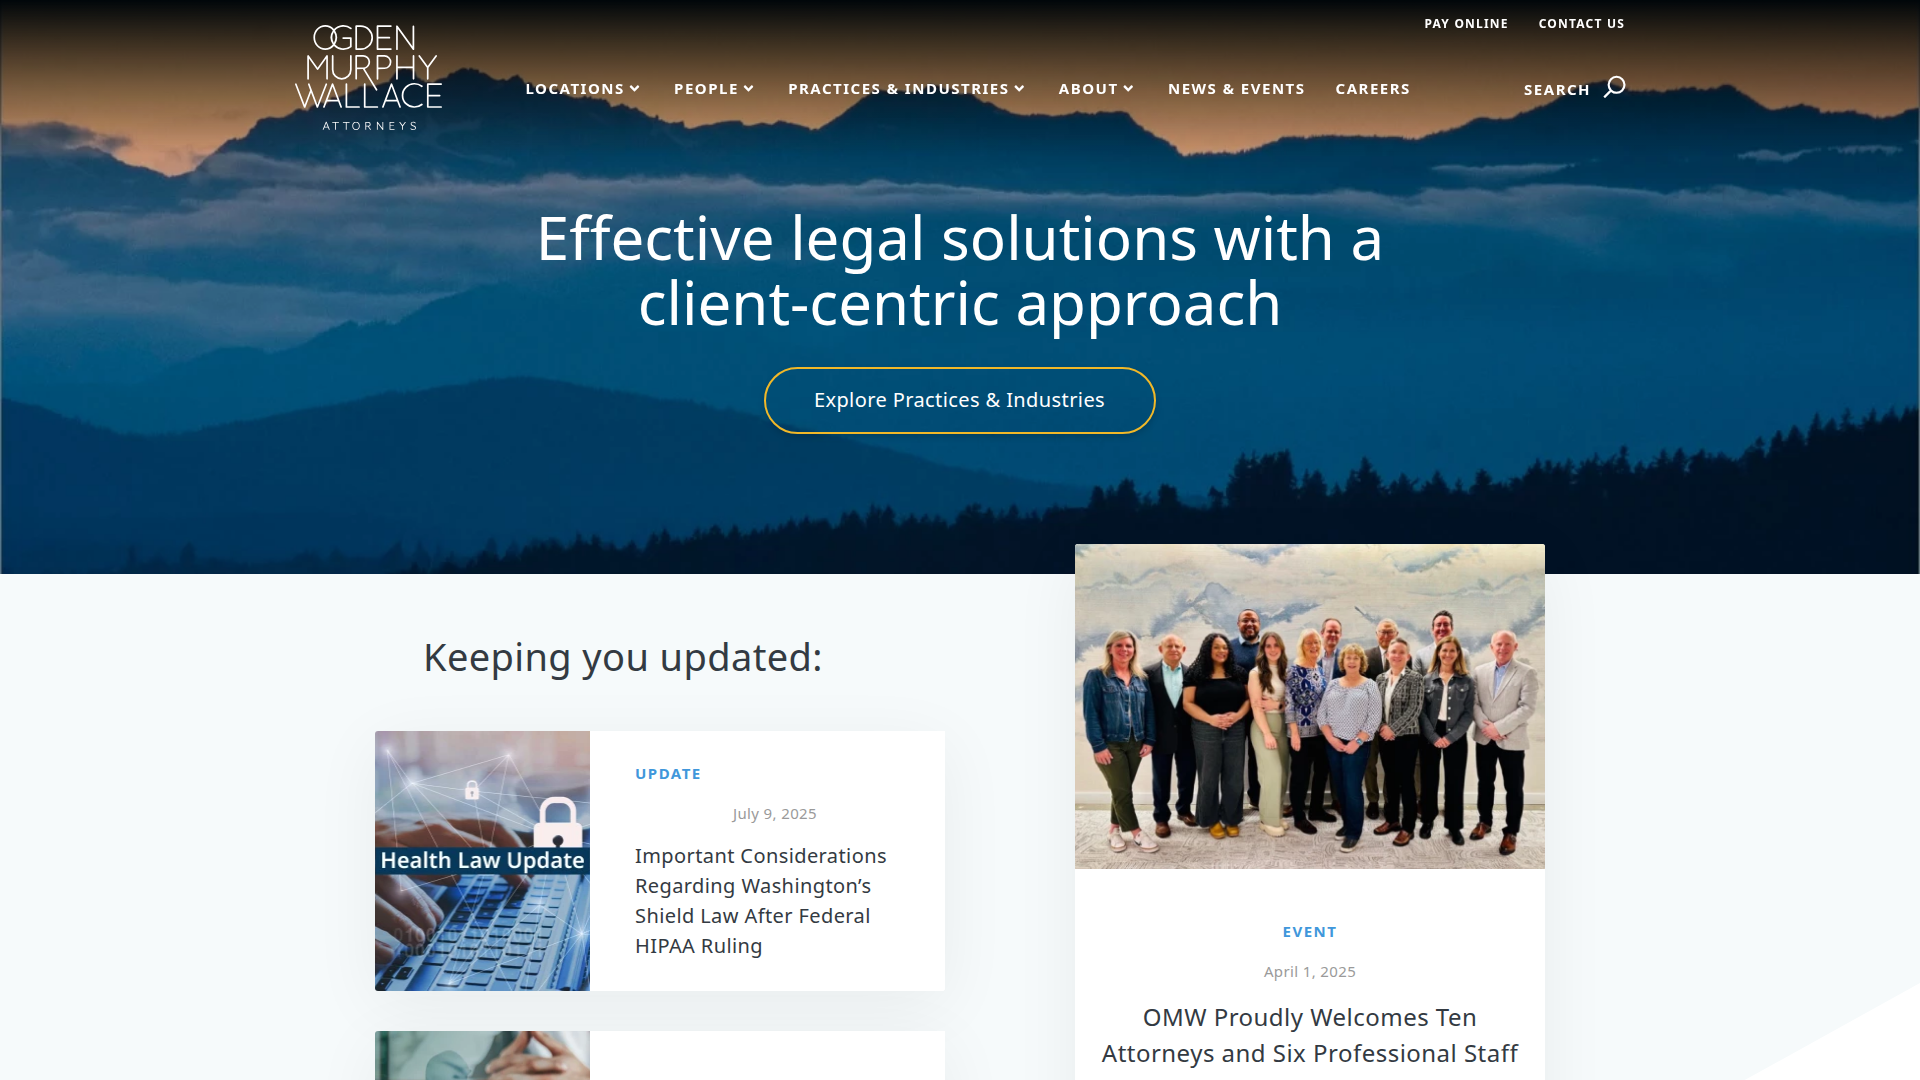 PAY ONLINE
CONTACT US
OGDEN
MURPHY
WALLACE
ATTORNEYS
LOCATIONS
PEOPLE
PRACTICES & INDUSTRIES
ABOUT
NEWS & EVENTS
CAREERS
SEARCH
Effective legal solutions with a
client-centric approach
Explore Practices & Industries
Keeping you updated:
Health Law Update
UPDATE
July 9, 2025
Important Considerations
Regarding Washington’s
Shield Law After Federal
HIPAA Ruling
EVENT
April 1, 2025
OMW Proudly Welcomes Ten
Attorneys and Six Professional Staff